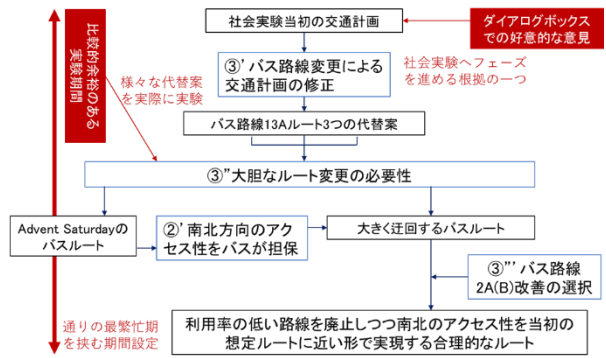 社会実験当初の交通計画
ダイアログボックス
での好意的な意見
比較的余裕のある
実験期間
様々な代替案
を実際に実験
③’バス路線変更による
交通計画の修正
社会実験へフェーズ
を進める根拠の一つ
バス路線13Aルート3つの代替案
③”大胆なルート変更の必要性
Advent Saturdayの
バスルート
②’南北方向のアク
セス性をバスが担保
大きく迂回するバスルート
③”’バス路線
2A(B)改善の選択
通りの最繁忙期
を挟む期間設定
利用率の低い路線を廃止しつつ南北のアクセス性を当初の
想定ルートに近い形で実現する合理的なルート